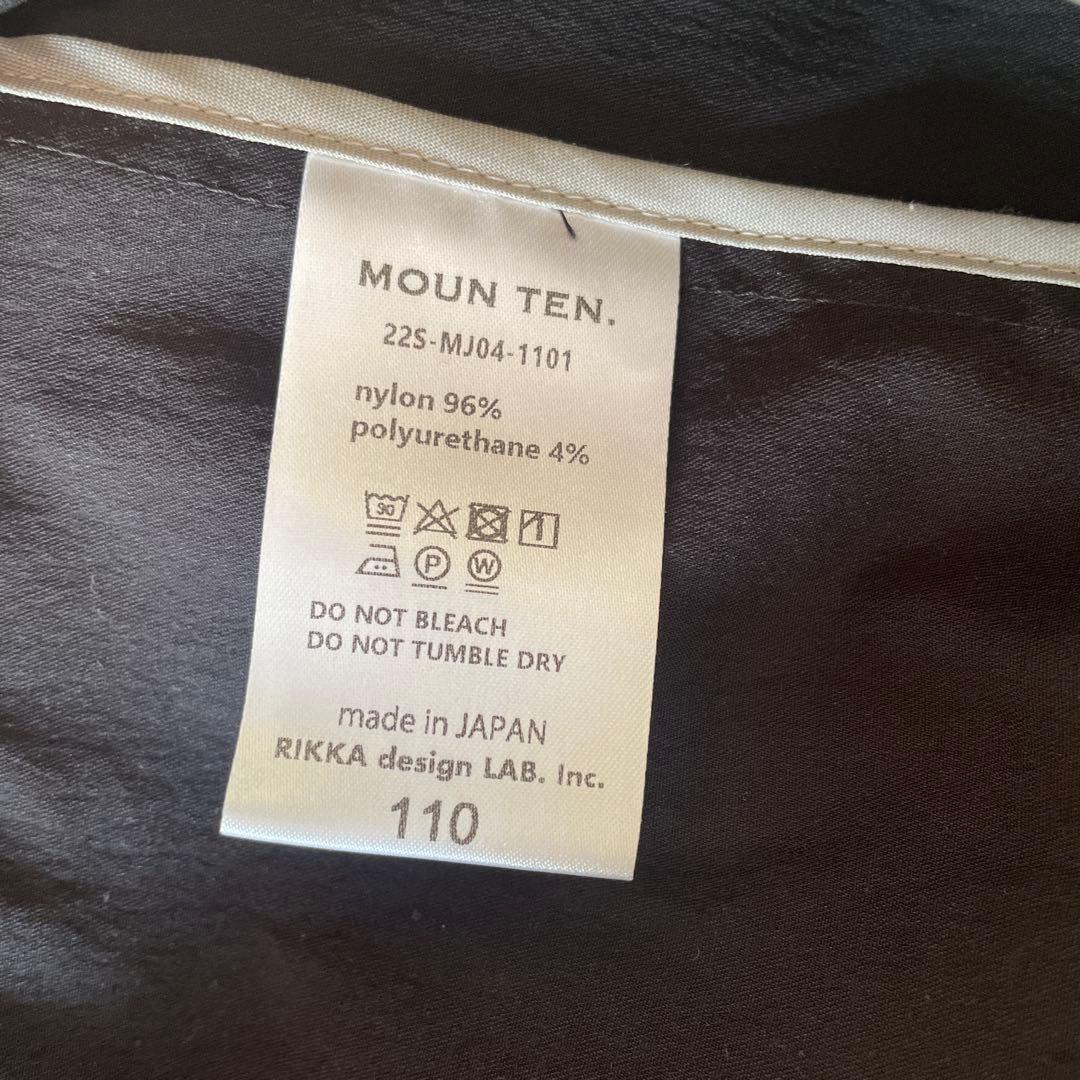 MOUN TEN.
22S-MJ04-1101
nylon 96%
polyurethane 4%
30
P W
DO NOT BLEACH
DO NOT TUMBLE DRY
made in JAPAN
RIKKA design LAB. Inc.
110